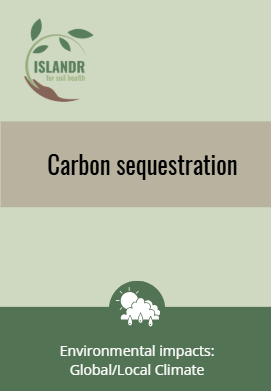 ISLANDR
for soil health
Carbon sequestration
Environmental impacts:
Global/Local Climate